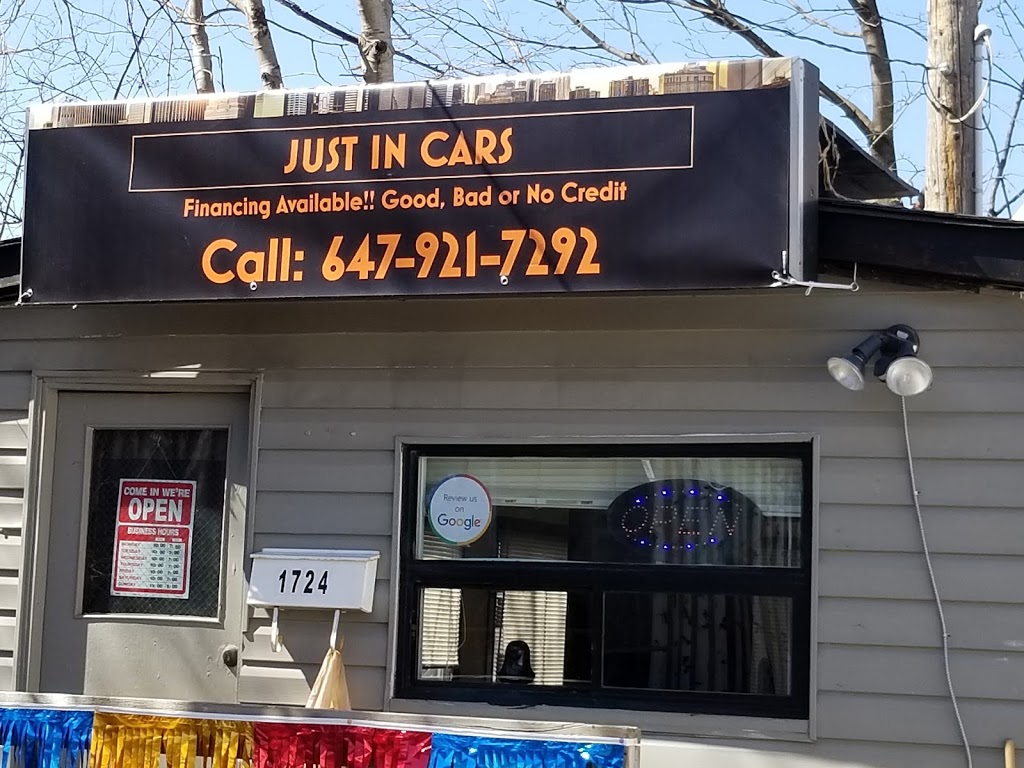 JUST IN CARS
Financing Available!! Good, Bad or No Credit
Call: 647-921-7292
COME IN WE'RE
OPEN
BUSINESS HOURS
Review us
on
Google
OPEN
1724